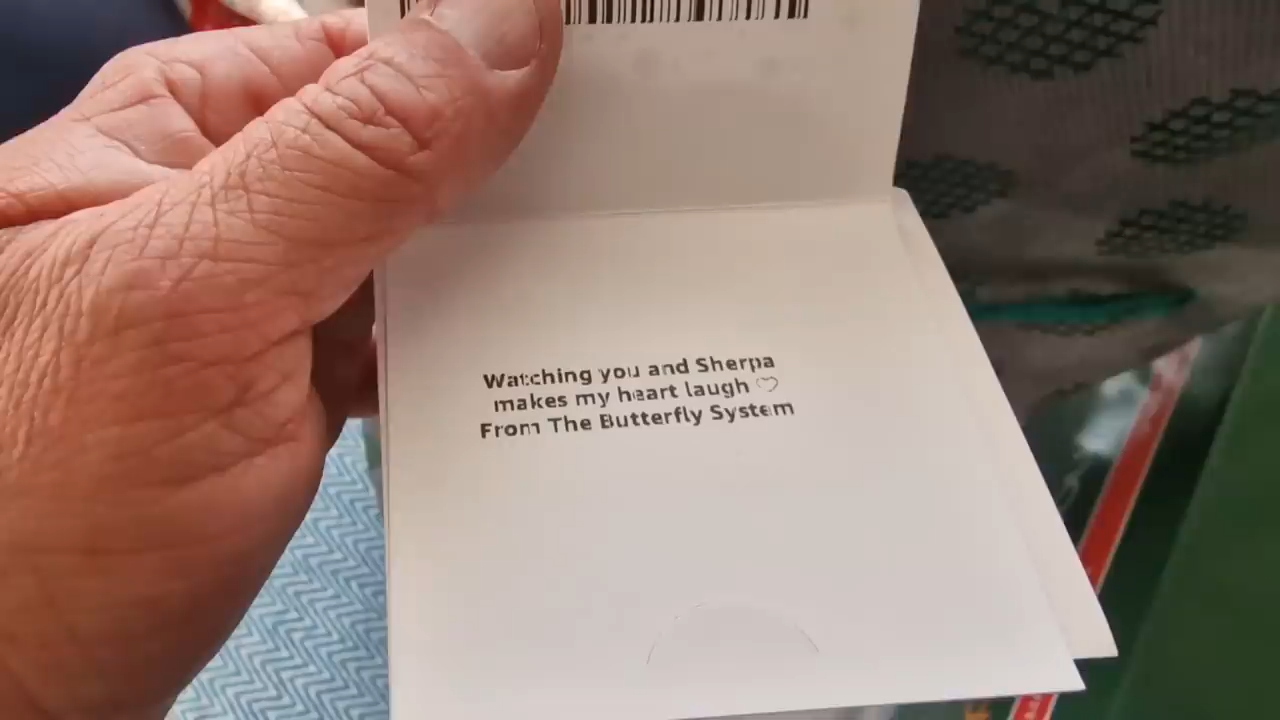 Watching you and Sherpa
makes my heart laugh ♡
From The Butterfly System